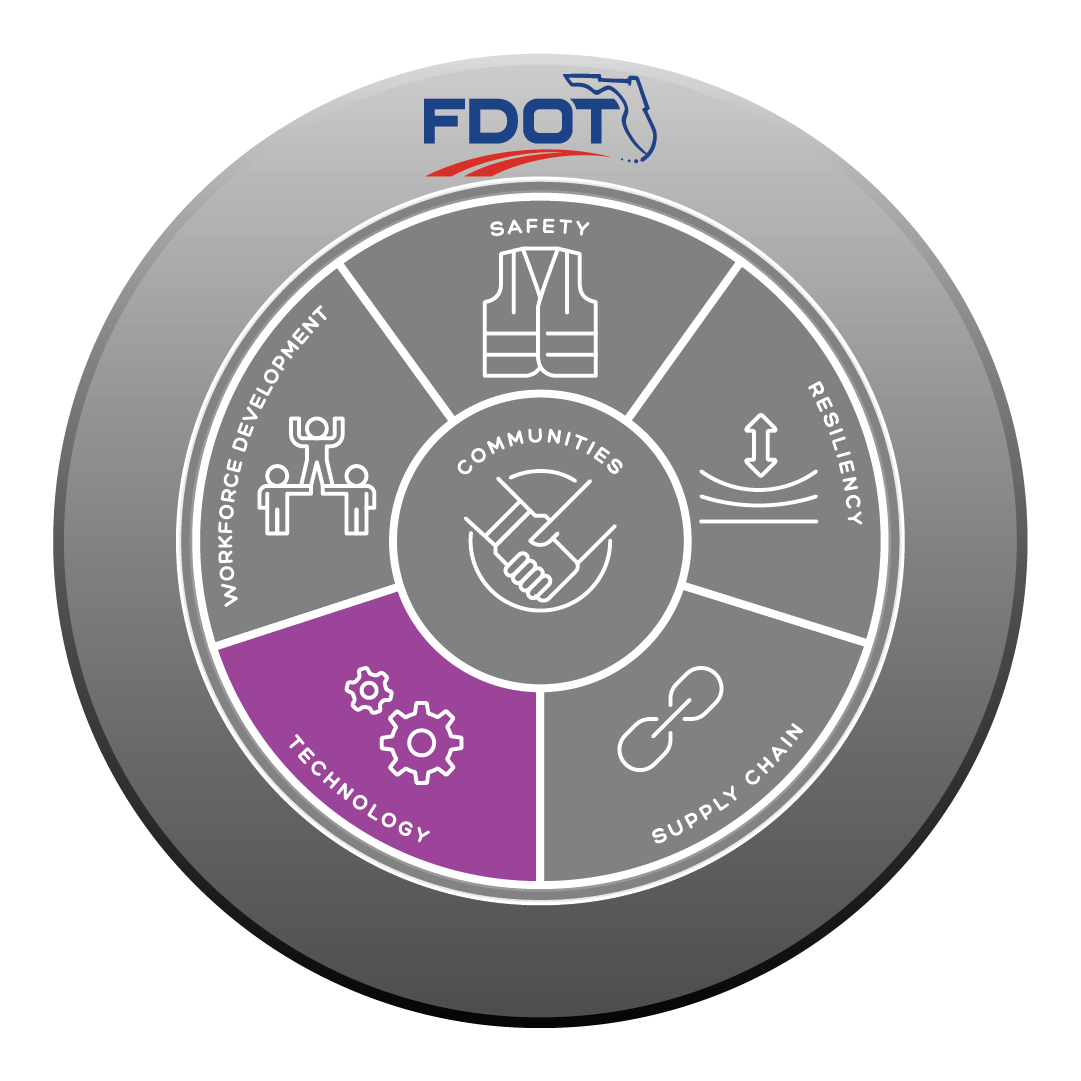 FDOT
SAFETY
RESILIENCY
SUPPLY CHAIN
TECHNOLOGY
WORKFORCE DEVELOPMENT
COMMUNITIES